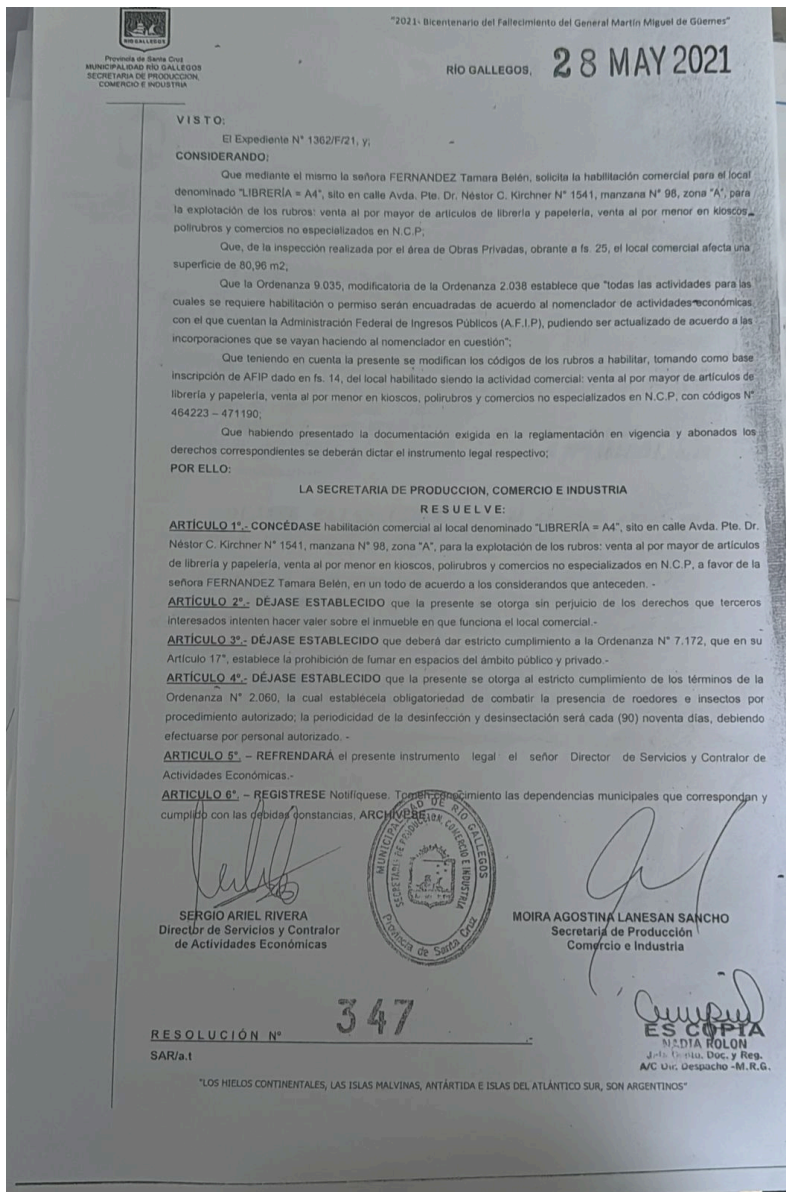 "2021- Bicentenario del Fallecimiento del General Martín Miguel de Güemes"
RIO GALLEGOS
Provincia de Santa Cruz
MUNICIPALIDAD RÍO GALLEGOS
SECRETARIA DE PRODUCCION,
COMERCIO E INDUSTRIA
RÍO GALLEGOS, 28 MAY 2021
VISTO:
El Expediente N° 1362/F/21, y;
CONSIDERANDO;
Que mediante el mismo la señora FERNANDEZ Tamara Belén, solicita la habilitación comercial para el local
denominado "LIBRERÍA = A4", sito en calle Avda. Pte. Dr. Néstor C. Kirchner N° 1541, manzana N° 98, zona "A", para
la explotación de los rubros: venta al por mayor de artículos de librería y papelería, venta al por menor en kioscos,
polirubros y comercios no especializados en N.C.P;
Que, de la inspección realizada por el área de Obras Privadas, obrante a fs. 25, el local comercial afecta una
superficie de 80,96 m2,
Que la Ordenanza 9.035, modificatoria de la Ordenanza 2.038 establece que "todas las actividades para las
cuales se requiere habilitación o permiso serán encuadradas de acuerdo al nomenclador de actividades económicas
con el que cuentan la Administración Federal de Ingresos Públicos (A.F.I.P), pudiendo ser actualizado de acuerdo a las
incorporaciones que se vayan haciendo al nomenclador en cuestión";
Que teniendo en cuenta la presente se modifican los códigos de los rubros a habilitar, tomando como base
inscripción de AFIP dado en fs. 14, del local habilitado siendo la actividad comercial: venta al por mayor de artículos de
librería y papelería, venta al por menor en kioscos, polirubros y comercios no especializados en N.C.P, con códigos N°
464223 – 471190;
Que habiendo presentado la documentación exigida en la reglamentación en vigencia y abonados los
derechos correspondientes se deberán dictar el instrumento legal respectivo;
POR ELLO:
LA SECRETARIA DE PRODUCCION, COMERCIO E INDUSTRIA
RESUELVE:
ARTÍCULO 1°.- CONCÉDASE habilitación comercial al local denominado "LIBRERÍA = A4", sito en calle Avda. Pte. Dr.
Néstor C. Kirchner N° 1541, manzana N° 98, zona "A", para la explotación de los rubros: venta al por mayor de artículos
de librería y papelería, venta al por menor en kioscos, polirubros y comercios no especializados en N.C.P, a favor de la
señora FERNANDEZ Tamara Belén, en un todo de acuerdo a los considerandos que anteceden. -
ARTÍCULO 2°.- DÉJASE ESTABLECIDO que la presente se otorga sin perjuicio de los derechos que terceros
interesados intenten hacer valer sobre el inmueble en que funciona el local comercial.-
ARTÍCULO 3°.- DÉJASE ESTABLECIDO que deberá dar estricto cumplimiento a la Ordenanza N° 7.172, que en su
Artículo 17°, establece la prohibición de fumar en espacios del ámbito público y privado.-
ARTÍCULO 4°.- DÉJASE ESTABLECIDO que la presente se otorga al estricto cumplimiento de los términos de la
Ordenanza N° 2.060, la cual establécela obligatoriedad de combatir la presencia de roedores e insectos por
procedimiento autorizado; la periodicidad de la desinfección y desinsectación será cada (90) noventa días, debiendo
efectuarse por personal autorizado. -
ARTICULO 5°. – REFRENDARÁ el presente instrumento legal el señor Director de Servicios y Contralor de
Actividades Económicas.-
ARTICULO 6°. – REGISTRESE Notifíquese. Tomen conocimiento las dependencias municipales que correspondan y
cumplido con las debidas constancias, ARCHÍVESE
MUNICIPALIDAD DE RÍO GALLEGOS
SECRETARÍA DE PRODUCCIÓN, COMERCIO E INDUSTRIA
Provincia de Santa Cruz
SERGIO ARIEL RIVERA
Director de Servicios y Contralor
de Actividades Económicas
MOIRA AGOSTINA LANESAN SANCHO
Secretaria de Producción
Comercio e Industria
RESOLUCIÓN N° 347
SAR/a.t
ES COPIA
NADIA ROLON
Doc. y Reg.
A/C Dir. Despacho -M.R.G.
"LOS HIELOS CONTINENTALES, LAS ISLAS MALVINAS, ANTÁRTIDA E ISLAS DEL ATLÁNTICO SUR, SON ARGENTINOS"